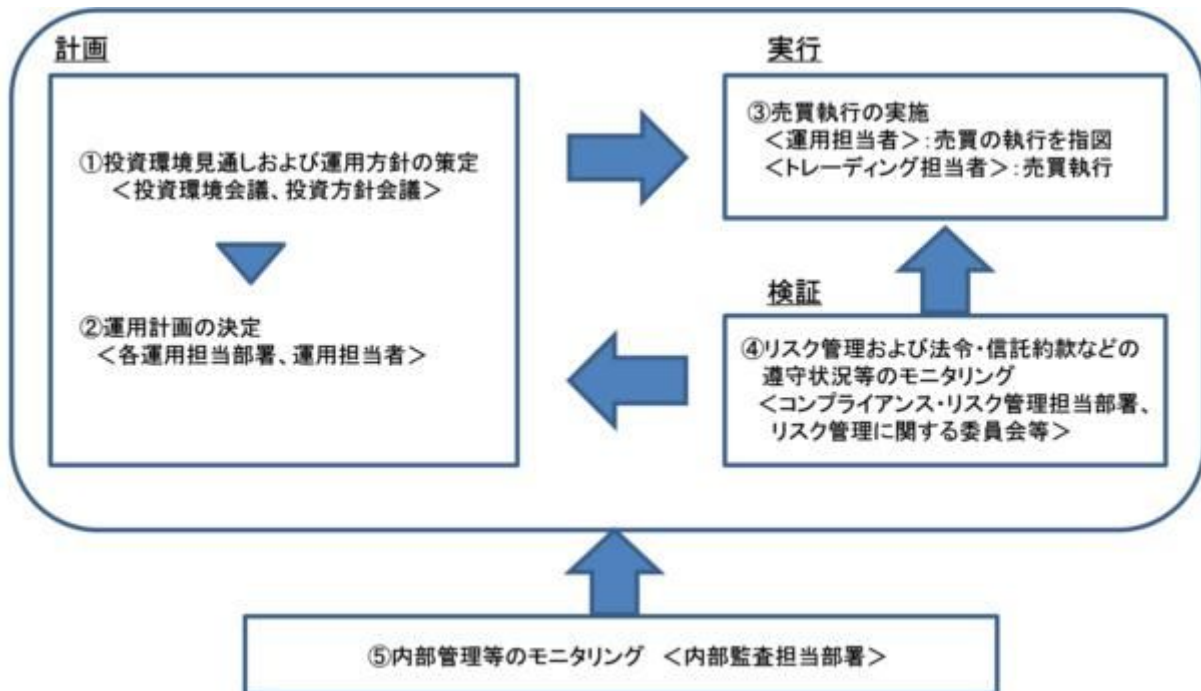 計画
①投資環境見通しおよび運用方針の策定
＜投資環境会議、投資方針会議＞
②運用計画の決定
＜各運用担当部署、運用担当者＞
実行
③売買執行の実施
＜運用担当者＞：売買の執行を指図
＜トレーディング担当者＞：売買執行
検証
④リスク管理および法令・信託約款などの
遵守状況等のモニタリング
＜コンプライアンス・リスク管理担当部署、
リスク管理に関する委員会等＞
⑤内部管理等のモニタリング ＜内部監査担当部署＞